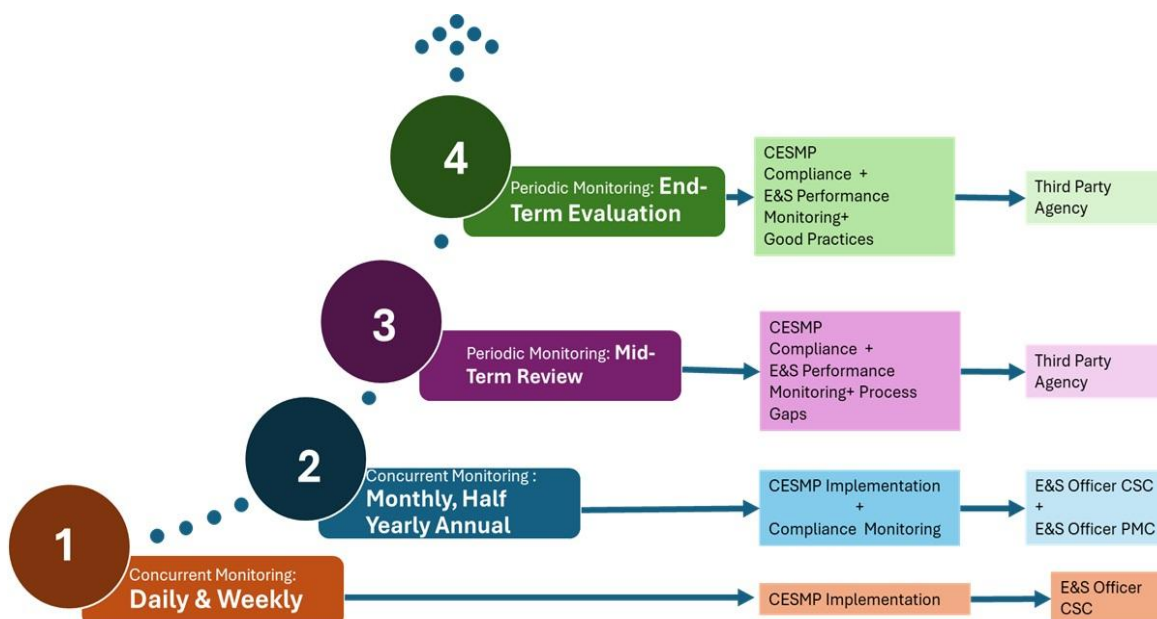 4
Periodic Monitoring: End-
Term Evaluation
CESMP
Compliance +
E&S Performance
Monitoring+
Good Practices
Third Party
Agency
3
Periodic Monitoring: Mid-
Term Review
CESMP
Compliance +
E&S Performance
Monitoring+ Process
Gaps
Third Party
Agency
2
Concurrent Monitoring :
Monthly, Half
Yearly Annual
CESMP Implementation
+
Compliance Monitoring
E&S Officer CSC
+
E&S Officer PMC
1
Concurrent Monitoring:
Daily & Weekly
CESMP Implementation
E&S Officer
CSC